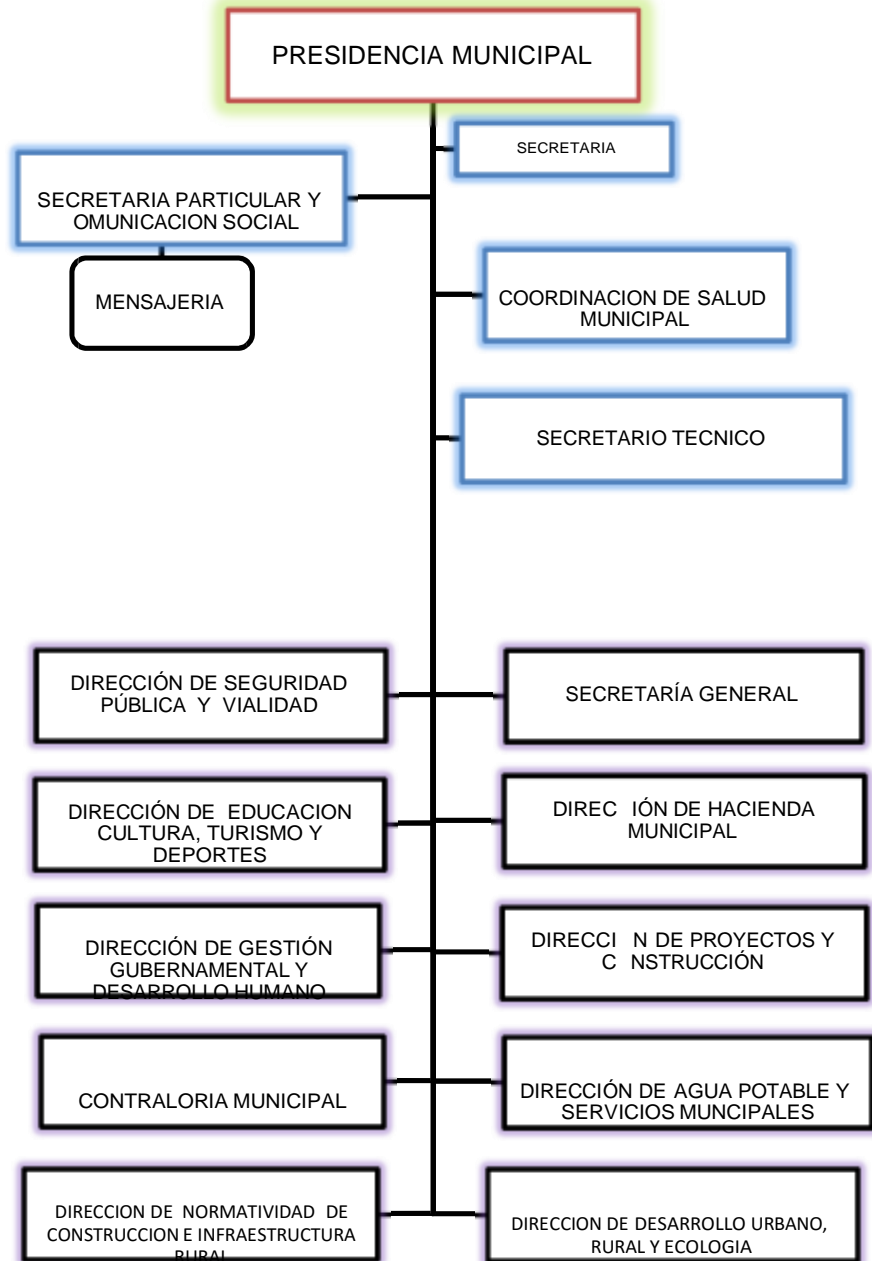 PRESIDENCIA MUNICIPAL
SECRETARIA
SECRETARIA PARTICULAR Y
OMUNICACION SOCIAL
MENSAJERIA
COORDINACION DE SALUD
MUNICIPAL
SECRETARIO TECNICO
DIRECCIÓN DE SEGURIDAD
PÚBLICA Y VIALIDAD
SECRETARÍA GENERAL
DIRECCIÓN DE EDUCACION
CULTURA, TURISMO Y
DEPORTES
DIREC IÓN DE HACIENDA
MUNICIPAL
DIRECCIÓN DE GESTIÓN
GUBERNAMENTAL Y
DESARROLLO HUMANO
DIRECCI N DE PROYECTOS Y
C NSTRUCCIÓN
CONTRALORIA MUNICIPAL
DIRECCIÓN DE AGUA POTABLE Y
SERVICIOS MUNCIPALES
DIRECCION DE NORMATIVIDAD DE
CONSTRUCCION E INFRAESTRUCTURA
RURAL
DIRECCION DE DESARROLLO URBANO,
RURAL Y ECOLOGIA